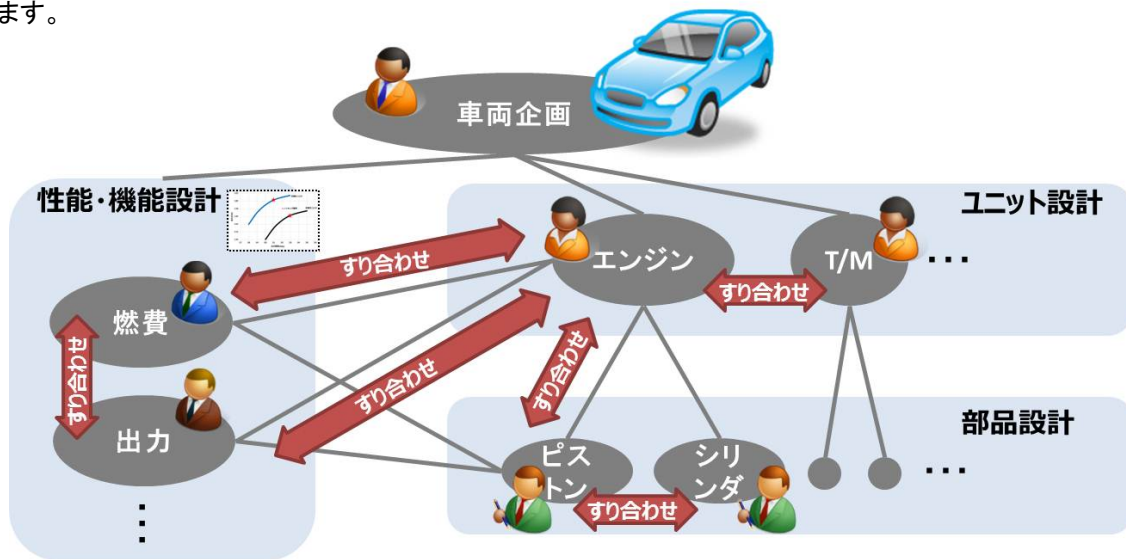 ます。
車両企画
性能・機能設計
ユニット設計
エンジン
T/M
・・・
すり合わせ
すり合わせ
燃費
すり合わせ
すり合わせ
すり合わせ
出力
部品設計
ピス
トン
シリ
ンダ
・・・
すり合わせ